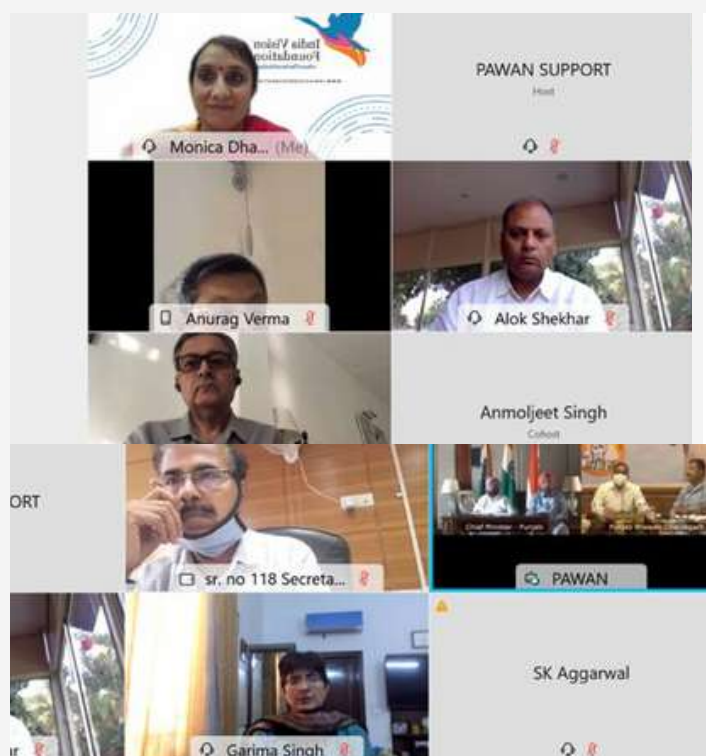 India Vision
Foundation
PAWAN SUPPORT
Host
Monica Dha... (Me)
Anurag Verma
Alok Shekhar
Anmoljeet Singh
Cohost
ORT
sr. no 118 Secreta...
Chief Minister - Punjab
PAWAN
SK Aggarwal
r
Garima Singh